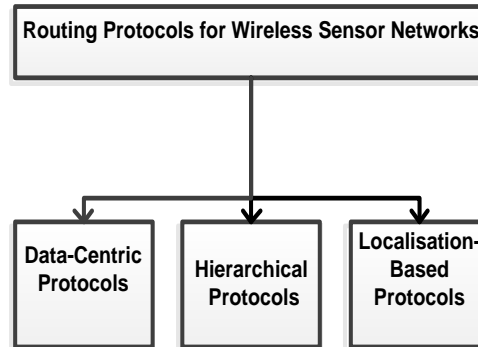 Routing Protocols for Wireless Sensor Networks
Data-Centric
Protocols
Hierarchical
Protocols
Localisation-
Based
Protocols